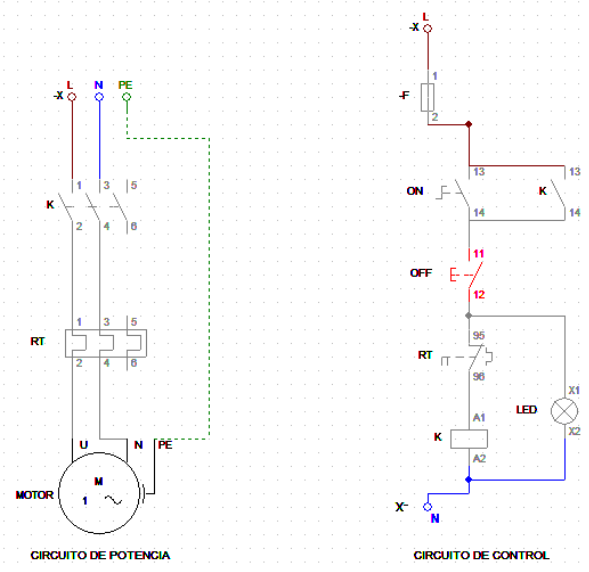 L N PE
-X
1 3 5
K
2 4 6
1 3 5
RT
2 4 6
U N PE
M
1
MOTOR
CIRCUITO DE POTENCIA
L
-X
1
-F
2
13 13
ON K
14 14
11
OFF
12
95
RT
96
X1
A1 LED
K X2
A2
X-
N
CIRCUITO DE CONTROL